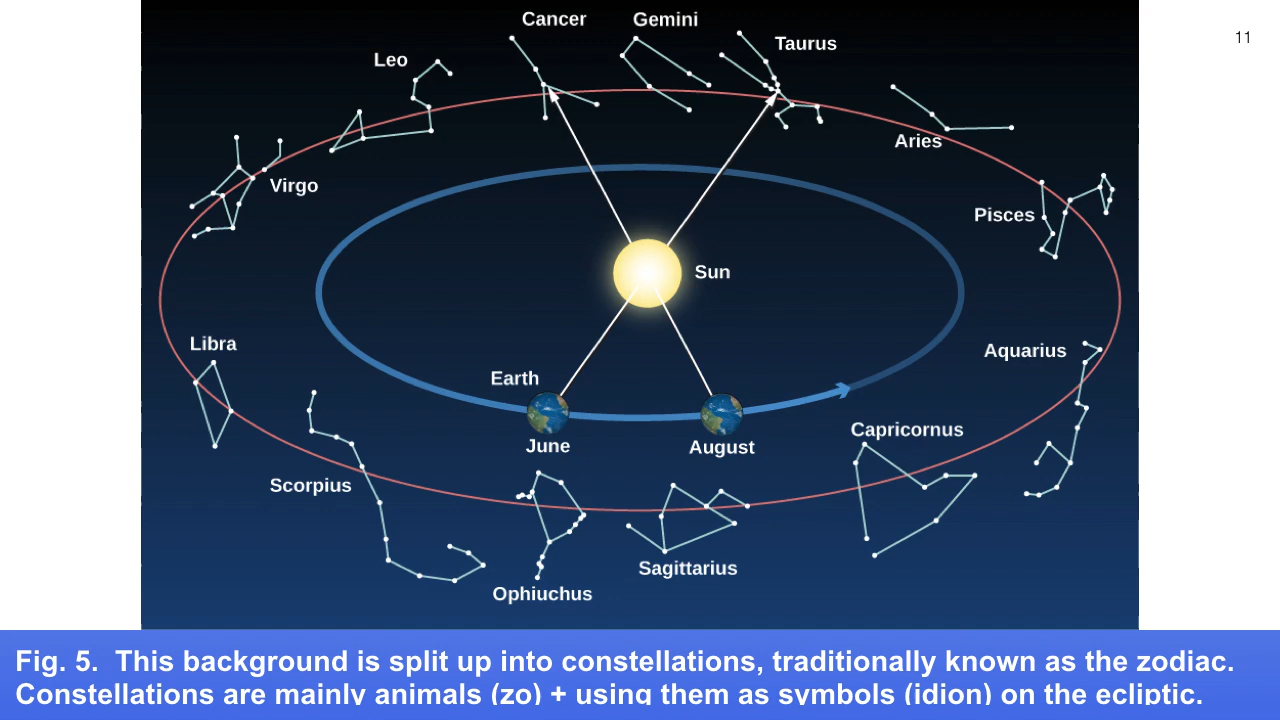 11
Cancer
Gemini
Taurus
Leo
Aries
Virgo
Pisces
Sun
Libra
Aquarius
Earth
June
August
Capricornus
Scorpius
Sagittarius
Ophiuchus
Fig. 5.  This background is split up into constellations, traditionally known as the zodiac.
Constellations are mainly animals (zo) + using them as symbols (idion) on the ecliptic.